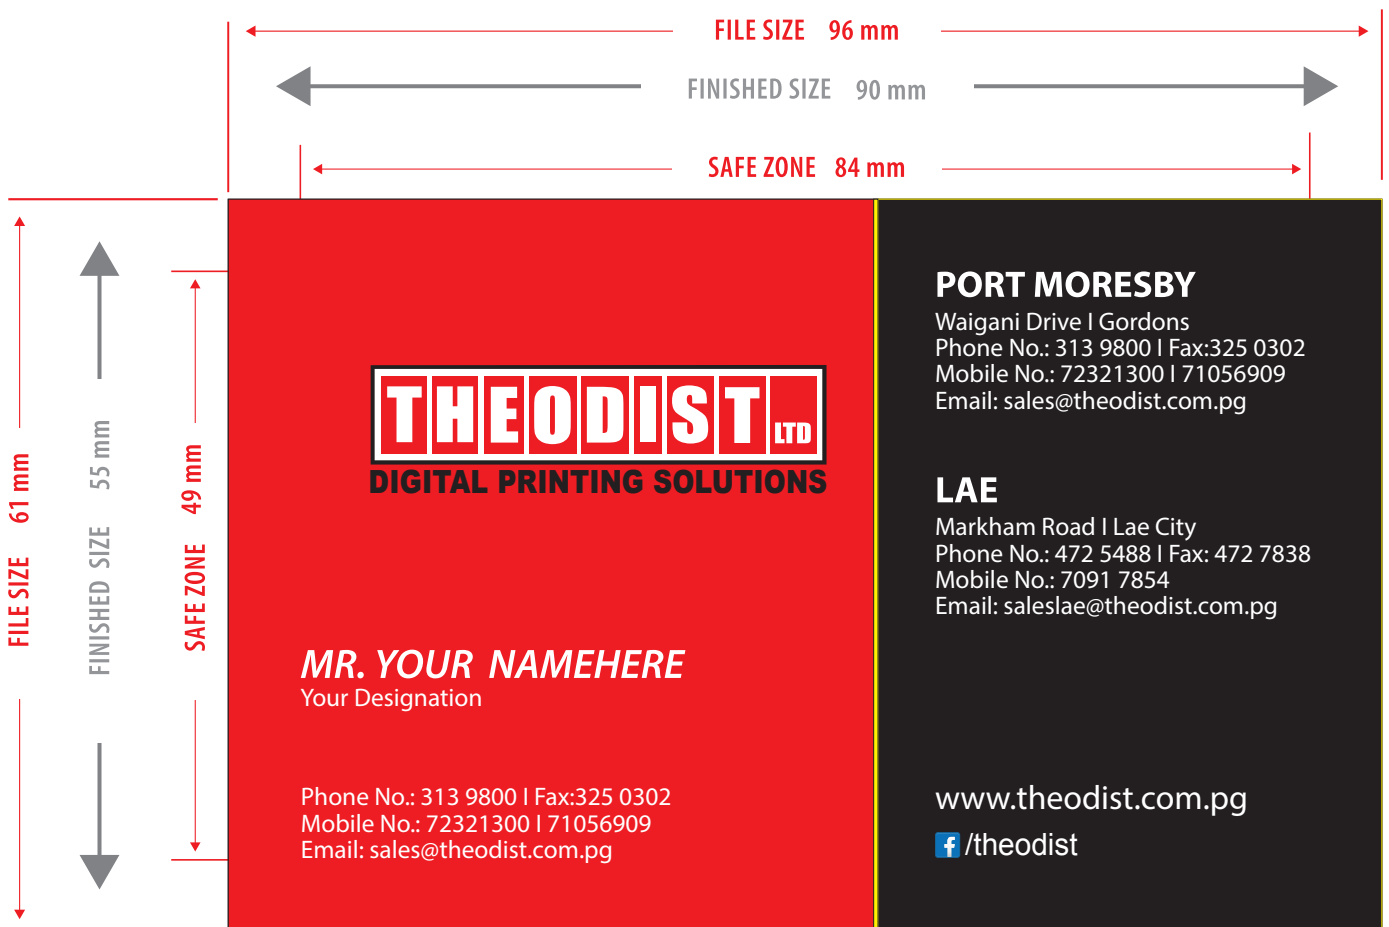 FILE SIZE 96 mm
FINISHED SIZE 90 mm
SAFE ZONE 84 mm
FILE SIZE 61 mm
FINISHED SIZE 55 mm
SAFE ZONE 49 mm
THEODIST LTD
DIGITAL PRINTING SOLUTIONS
MR. YOUR NAMEHERE
Your Designation
Phone No.: 313 9800 I Fax:325 0302
Mobile No.: 72321300 I 71056909
Email: sales@theodist.com.pg
PORT MORESBY
Waigani Drive I Gordons
Phone No.: 313 9800 I Fax:325 0302
Mobile No.: 72321300 I 71056909
Email: sales@theodist.com.pg
LAE
Markham Road I Lae City
Phone No.: 472 5488 I Fax: 472 7838
Mobile No.: 7091 7854
Email: saleslae@theodist.com.pg
www.theodist.com.pg
f /theodist